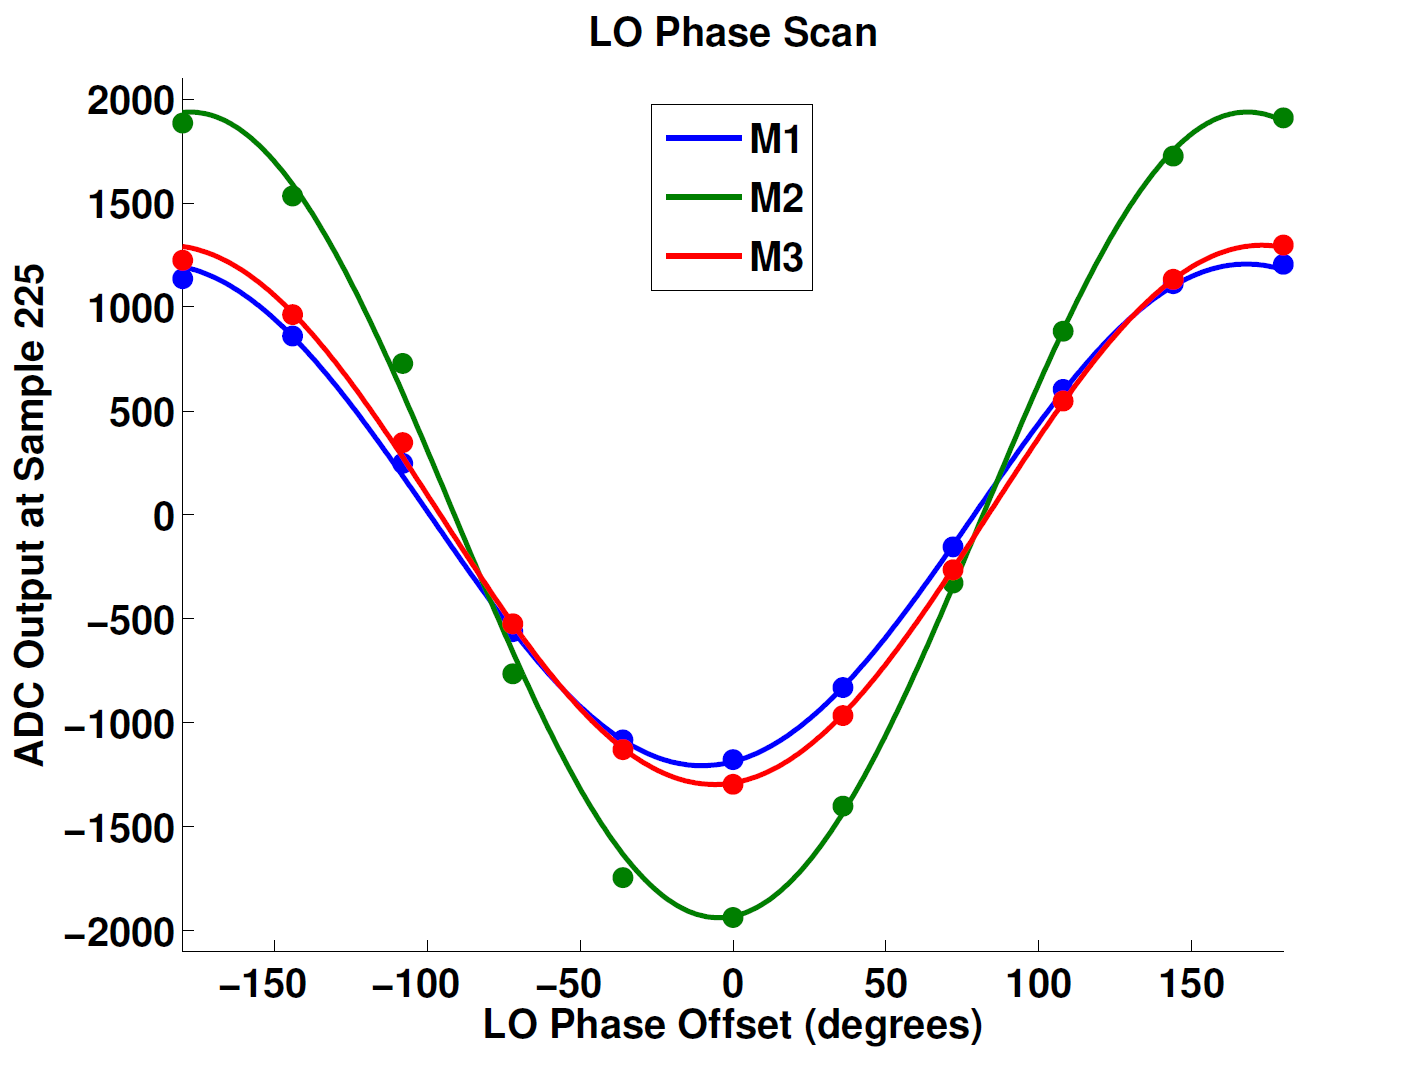 LO Phase Scan
2000
1500
1000
500
0
−500
−1000
−1500
−2000
ADC Output at Sample 225
M1
M2
M3
−150 −100 −50 0 50 100 150
LO Phase Offset (degrees)